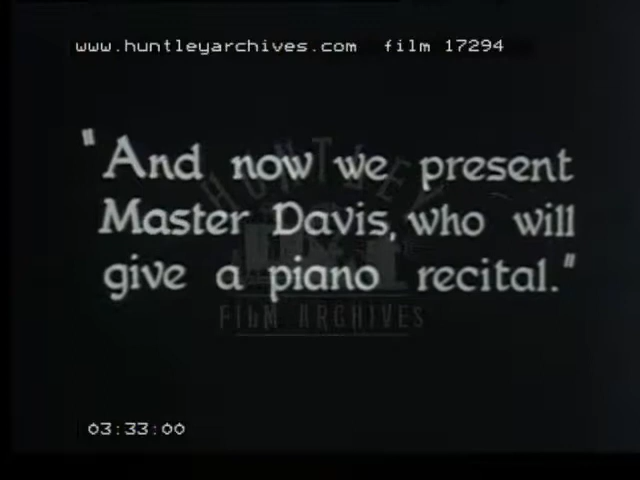 www.huntleyarchives.com film 17294
"And now we present
Master Davis, who will
give a piano recital."
HUNTLEY
FILM ARCHIVES
03:33:00